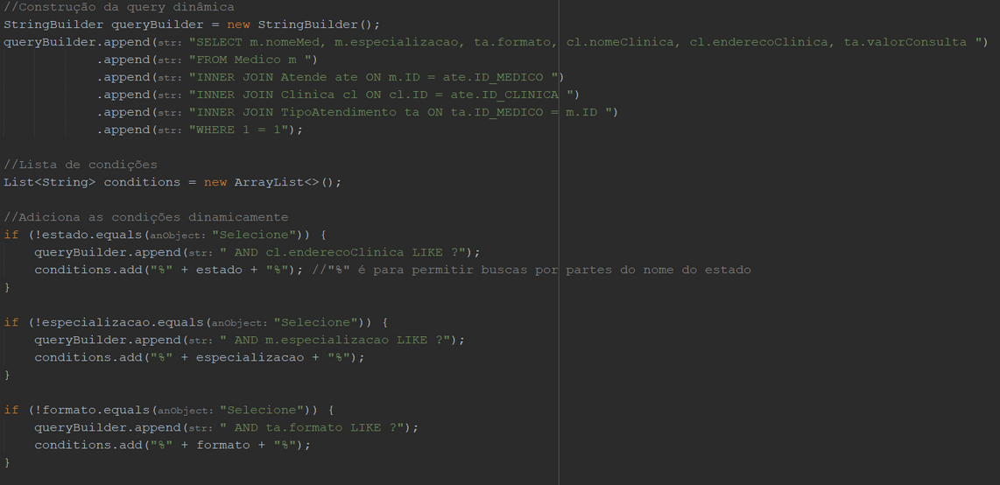 //Construção da query dinâmica
StringBuilder queryBuilder = new StringBuilder();
queryBuilder.append(str: "SELECT m.nomeMed, m.especializacao, ta.formato, cl.nomeClinica, cl.enderecoClinica, ta.valorConsulta ")
.append(str: "FROM Medico m ")
.append(str: "INNER JOIN Atende ate ON m.ID = ate.ID_MEDICO ")
.append(str: "INNER JOIN Clinica cl ON cl.ID = ate.ID_CLINICA ")
.append(str: "INNER JOIN TipoAtendimento ta ON ta.ID_MEDICO = m.ID ")
.append(str: "WHERE 1 = 1");
//Lista de condições
List<String> conditions = new ArrayList<>();
//Adiciona as condições dinamicamente
if (!estado.equals(anObject: "Selecione")) {
queryBuilder.append(str: " AND cl.enderecoClinica LIKE ?");
conditions.add("%" + estado + "%"); //"%" é para permitir buscas por partes do nome do estado
}
if (!especializacao.equals(anObject: "Selecione")) {
queryBuilder.append(str: " AND m.especializacao LIKE ?");
conditions.add("%" + especializacao + "%");
}
if (!formato.equals(anObject: "Selecione")) {
queryBuilder.append(str: " AND ta.formato LIKE ?");
conditions.add("%" + formato + "%");
}